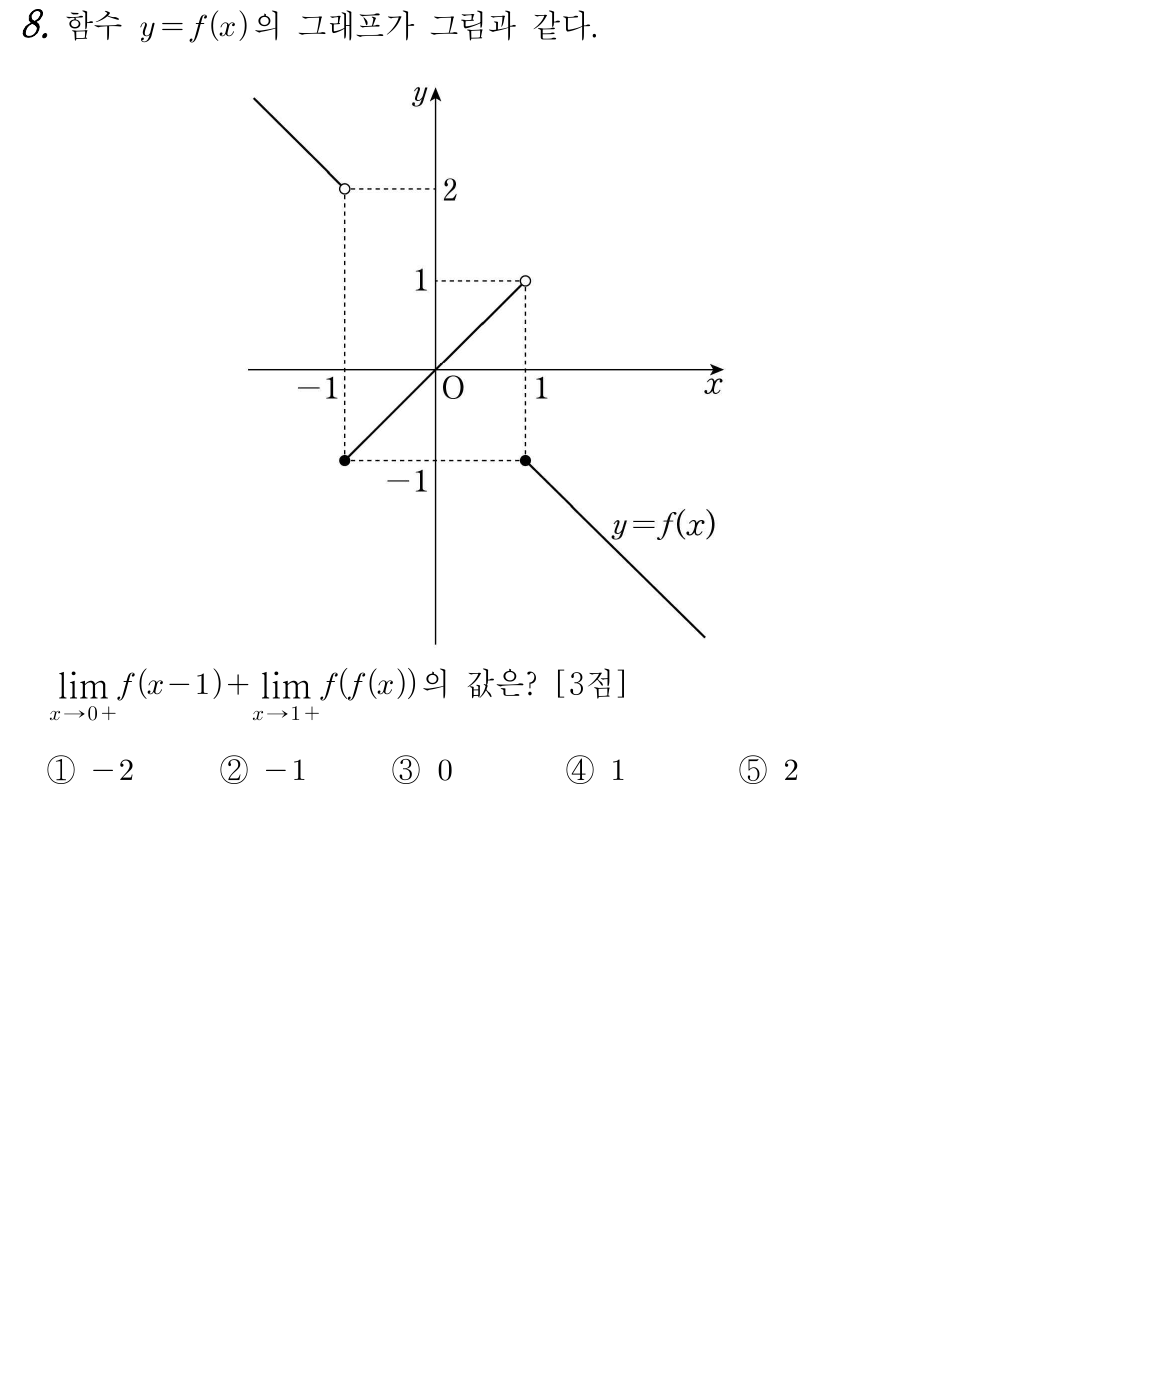 8. 함수 y=f(x)의 그래프가 그림과 같다.
y
2
1
−1 O 1 x
−1
y=f(x)
lim f(x−1)+lim f(f(x))의 값은? [3점]
x→0+ x→1+
① −2 ② −1 ③ 0 ④ 1 ⑤ 2